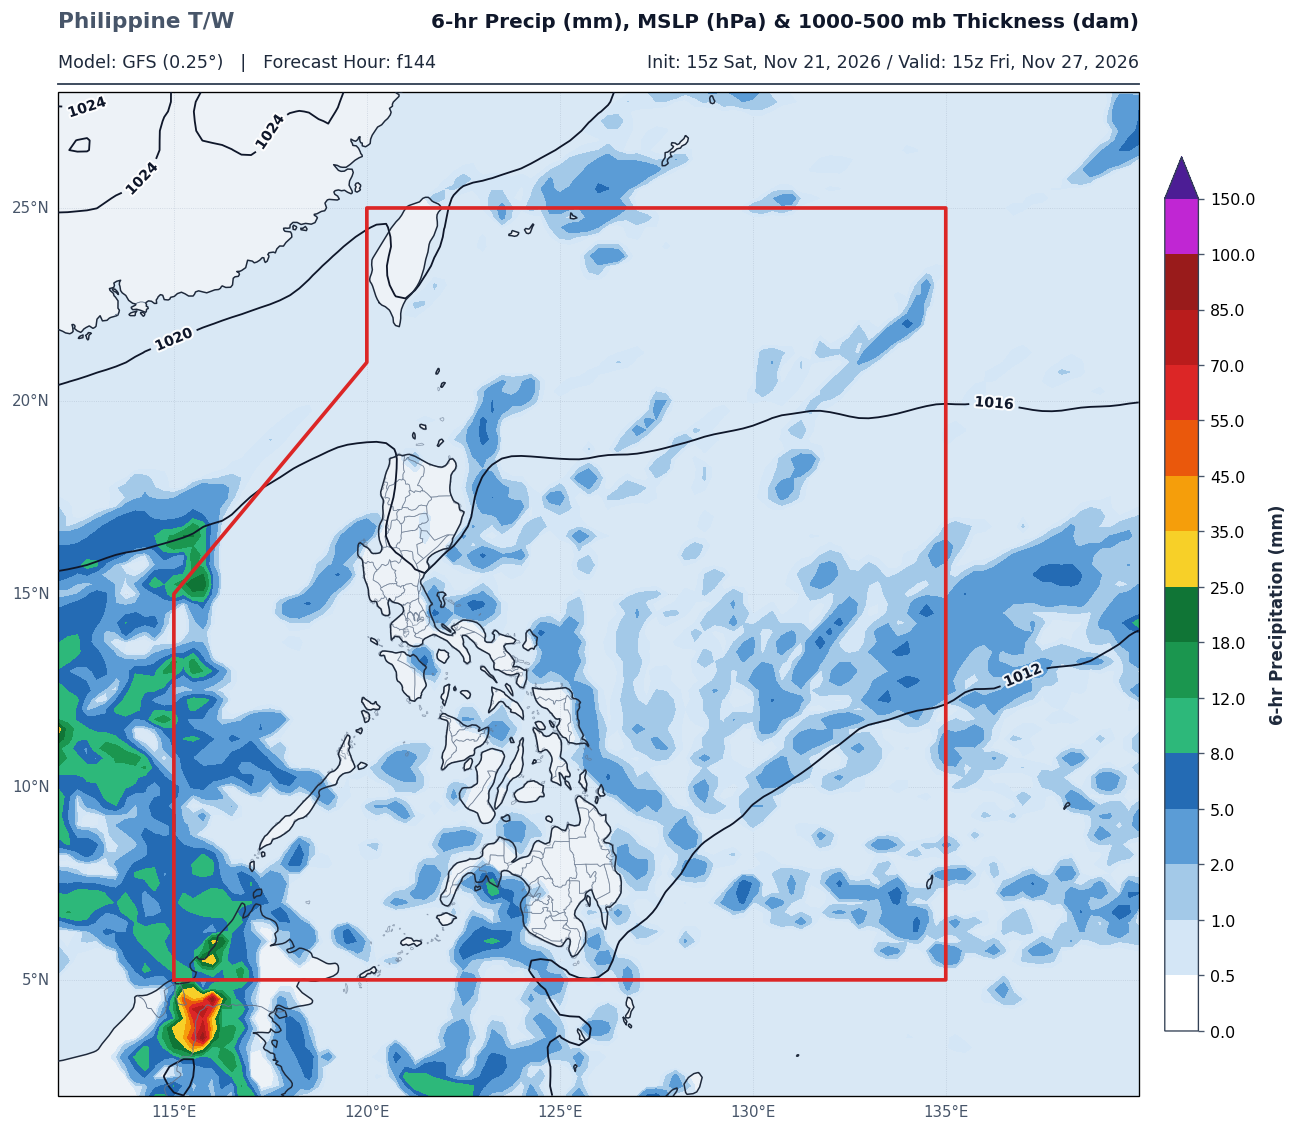 Philippine T/W
6-hr Precip (mm), MSLP (hPa) & 1000-500 mb Thickness (dam)
Model: GFS (0.25°) | Forecast Hour: f144
Init: 15z Sat, Nov 21, 2026 / Valid: 15z Fri, Nov 27, 2026
1024
1024
1024
1020
1016
1012
25°N
20°N
15°N
10°N
5°N
115°E
120°E
125°E
130°E
135°E
150.0
100.0
85.0
70.0
55.0
45.0
35.0
25.0
18.0
12.0
8.0
5.0
2.0
1.0
0.5
0.0
6-hr Precipitation (mm)